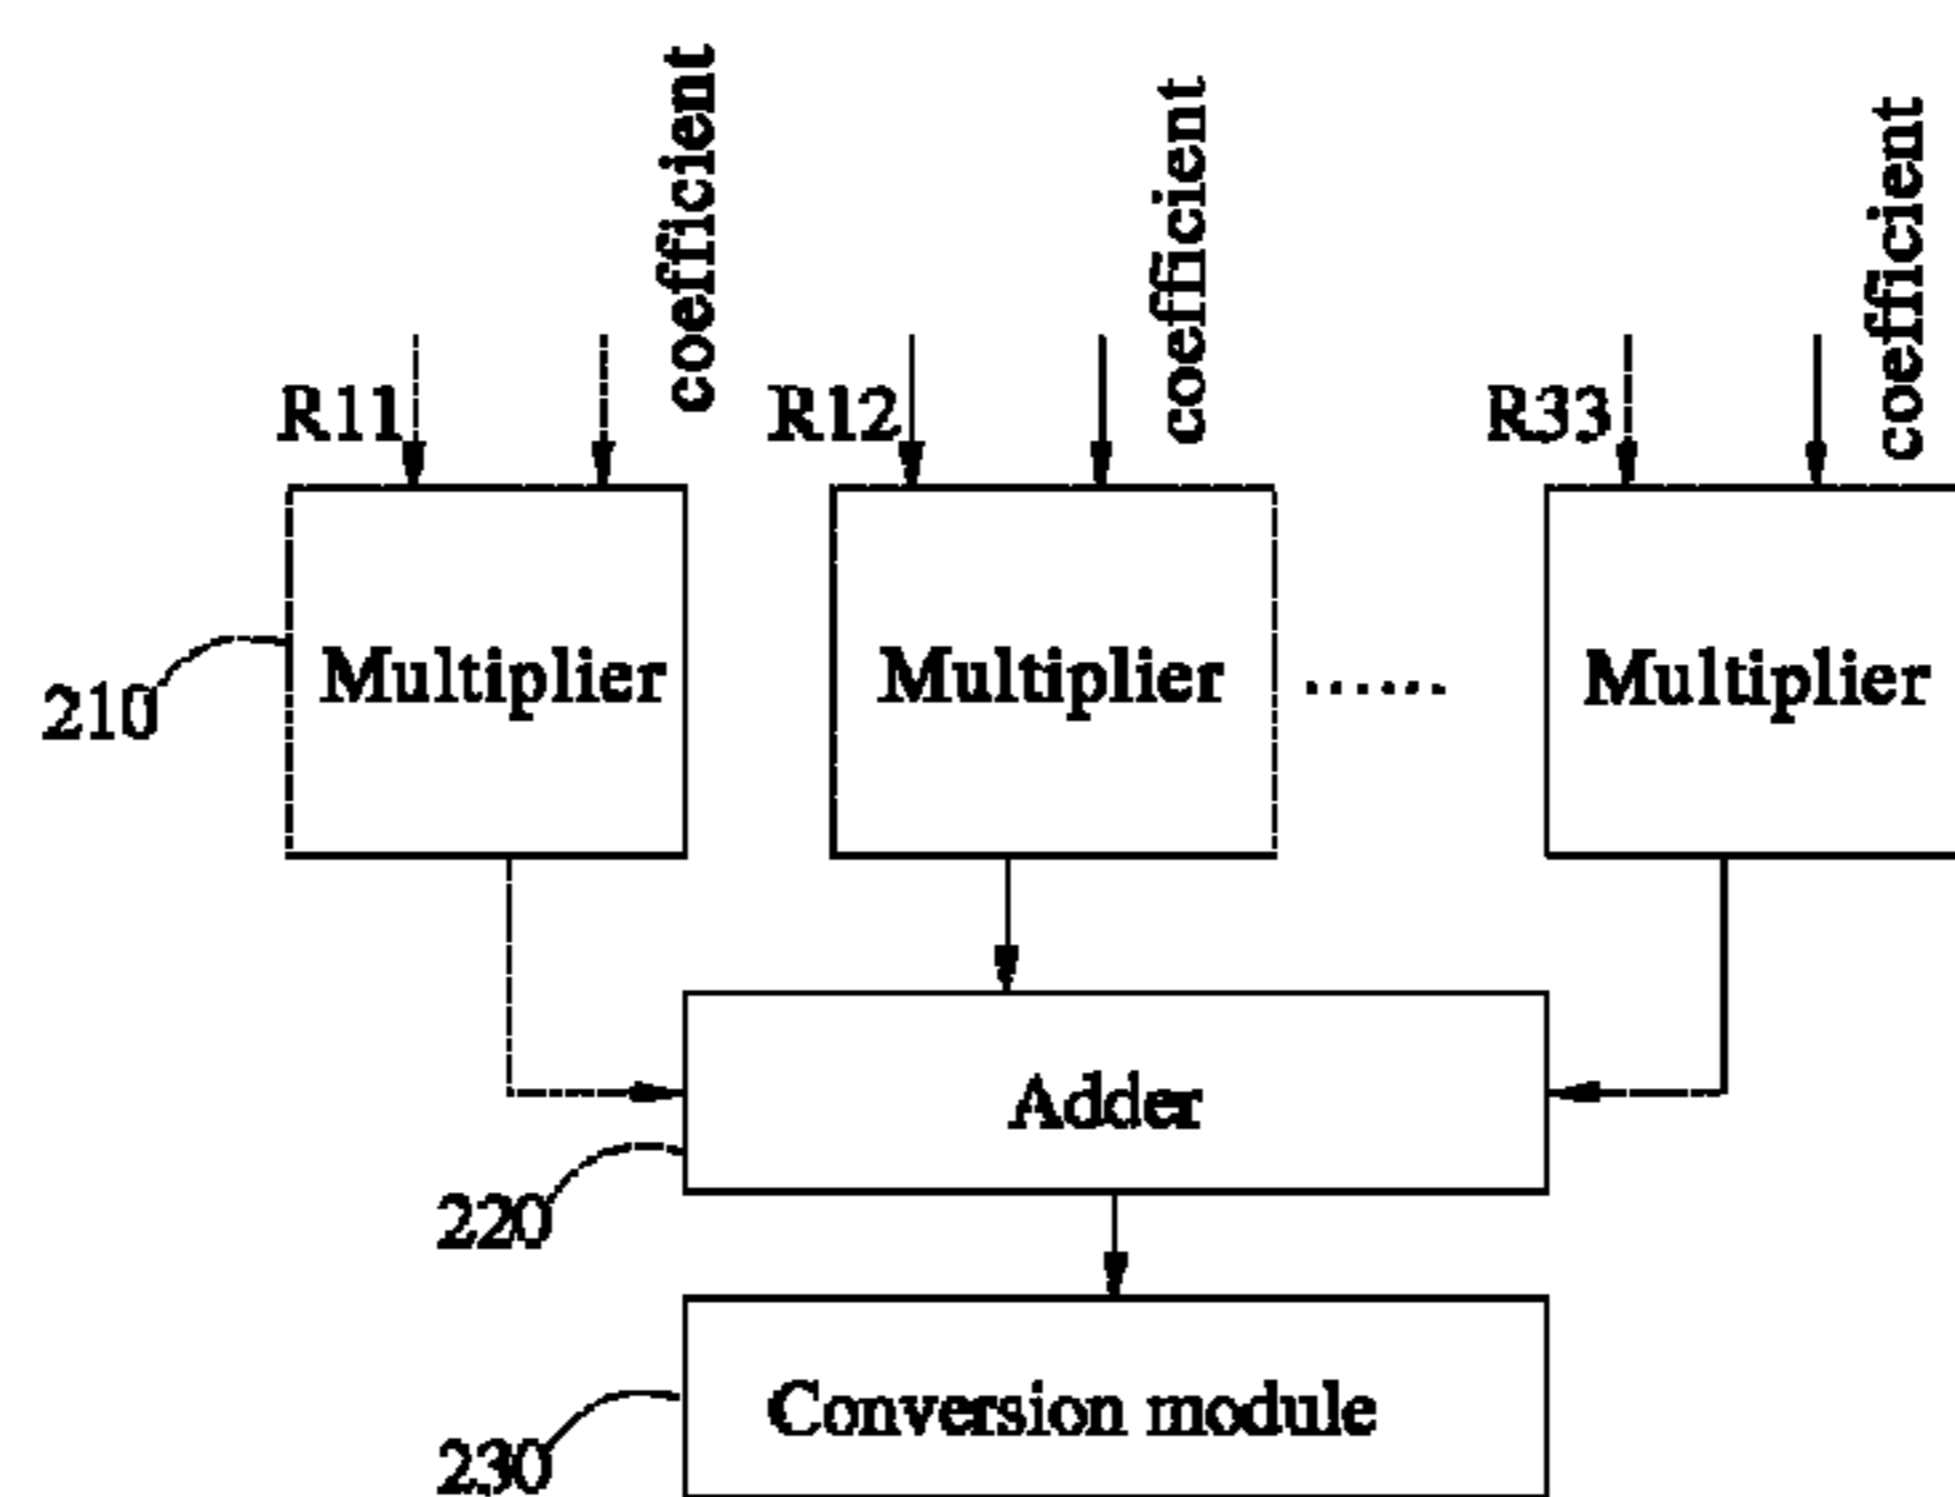 coefficient
coefficient
coefficient
R11
R12
R33
Multiplier
Multiplier
......
Multiplier
210
Adder
220
Conversion module
230